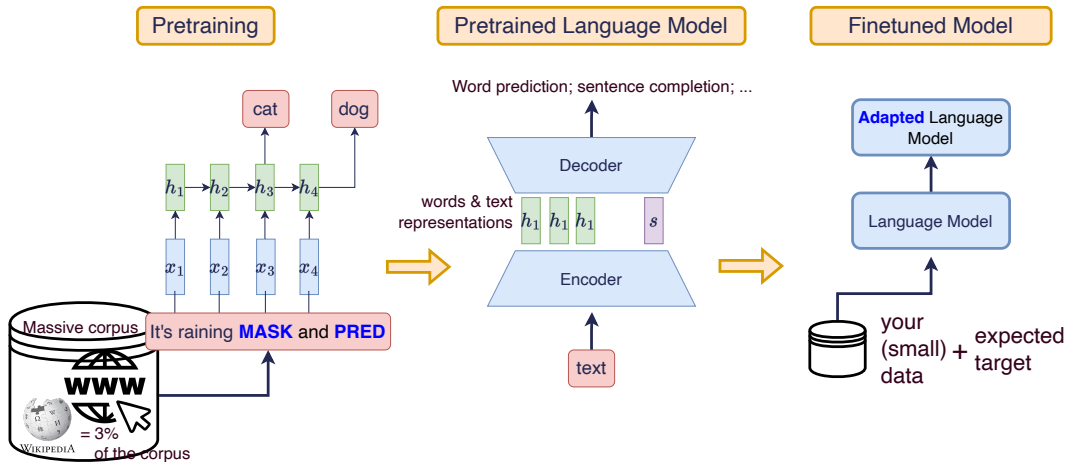 Pretraining
Pretrained Language Model
Finetuned Model
cat
dog
h₁ h₂ h₃ h₄
x₁ x₂ x₃ x₄
Massive corpus
It's raining MASK and PRED
www
WIKIPEDIA
= 3%
of the corpus
Word prediction; sentence completion; ...
Decoder
words & text
representations
h₁ h₁ h₁ s
Encoder
text
Adapted Language
Model
Language Model
your
(small)
data
+
expected
target